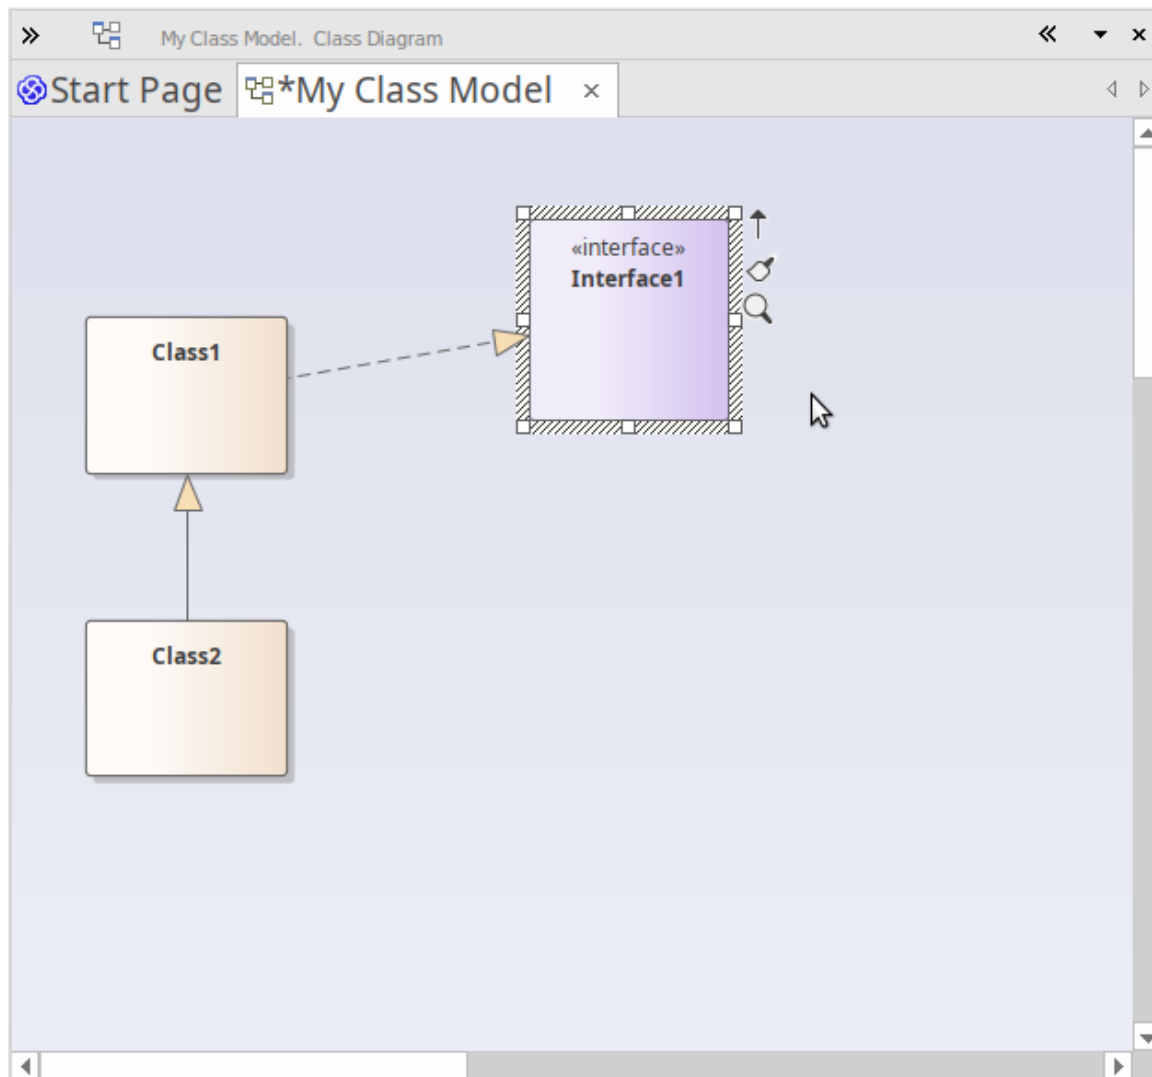 My Class Model.  Class Diagram
Start Page *My Class Model
«interface»
Interface1
Class1
Class2